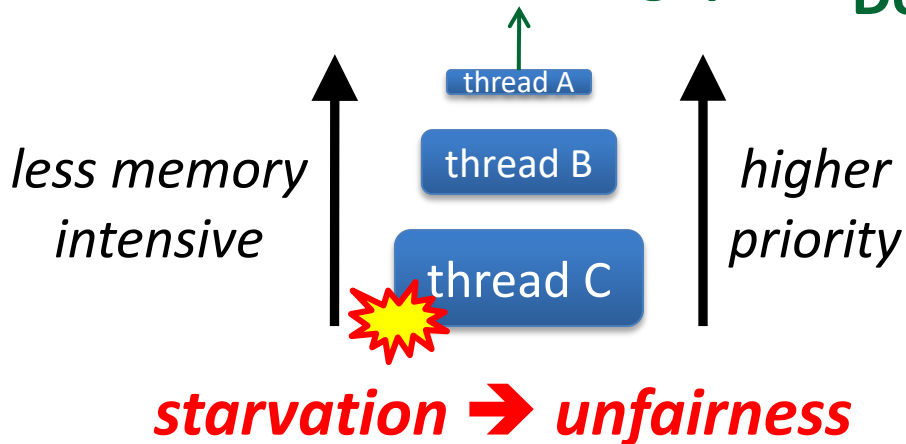 thread A
less memory
intensive
thread B
higher
priority
thread C
starvation ➔ unfairness